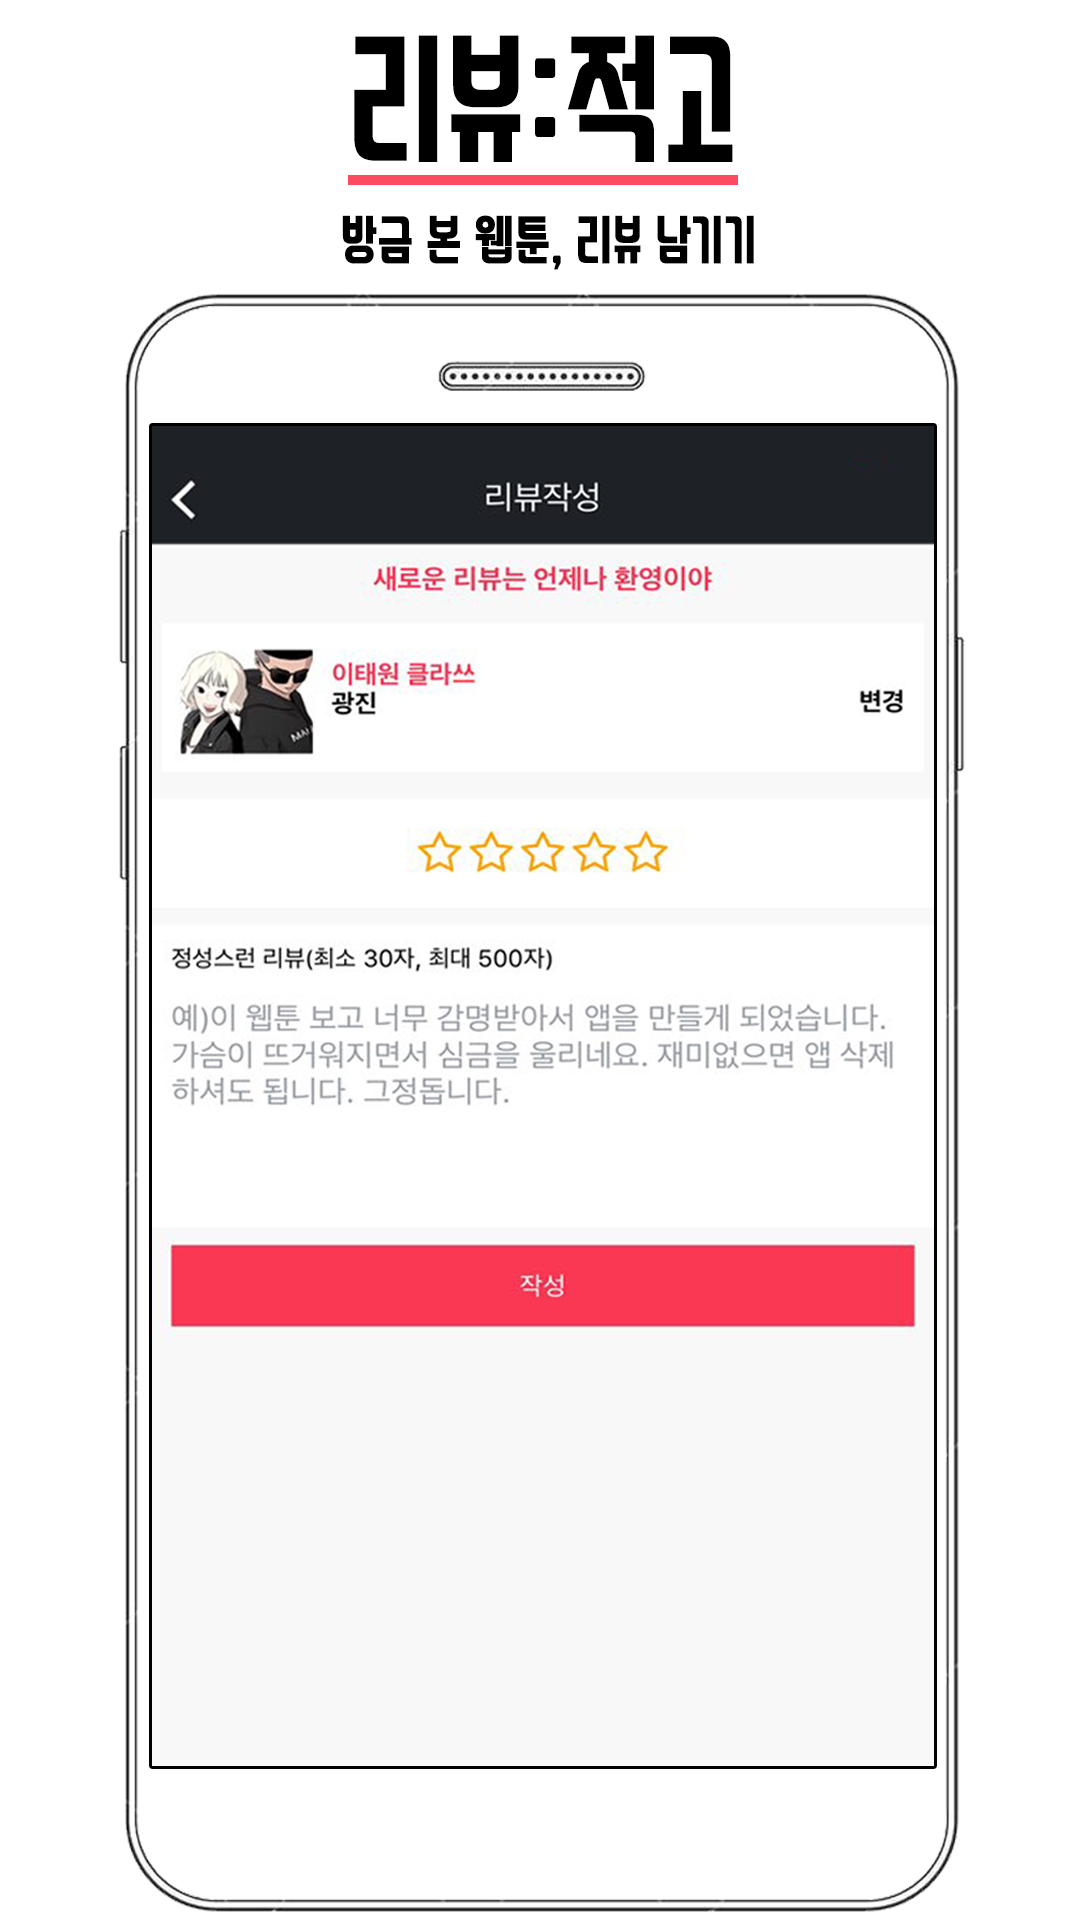 리뷰:적고
방금 본 웹툰, 리뷰 남기기
리뷰작성
새로운 리뷰는 언제나 환영이야
이태원 클라쓰
광진
변경
정성스런 리뷰(최소 30자, 최대 500자)
예)이 웹툰 보고 너무 감명받아서 앱을 만들게 되었습니다.
가슴이 뜨거워지면서 심금을 울리네요. 재미없으면 앱 삭제
하셔도 됩니다. 그정돕니다.
작성